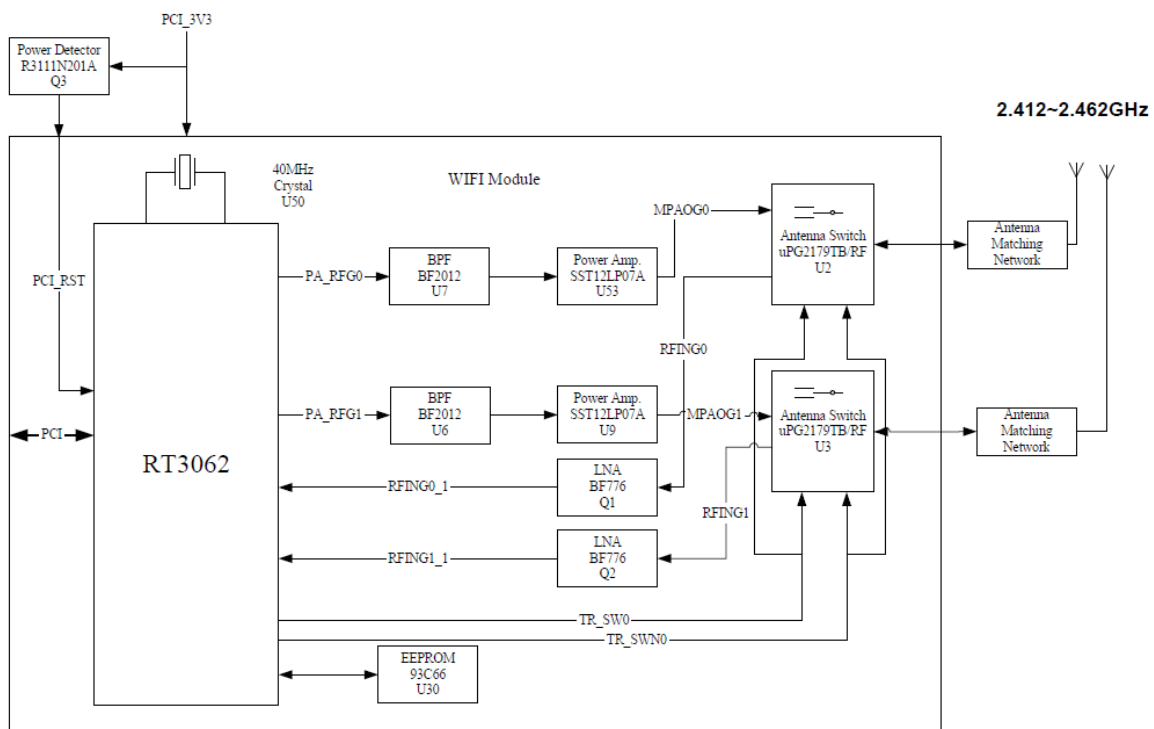 PCI_3V3
Power Detector
R3111N201A
Q3
2.412~2.462GHz
40MHz
Crystal
U50
WIFI Module
MPAOG0
Antenna Switch
uPG2179TB/RF
U2
Antenna
Matching
Network
PCI_RST
PA_RFG0
BPF
BF2012
U7
Power Amp.
SST12LP07A
U53
RFING0
PA_RFG1
BPF
BF2012
U6
Power Amp.
SST12LP07A
U9
MPAOG1
Antenna Switch
uPG2179TB/RF
U3
Antenna
Matching
Network
PCI
RT3062
RFING0_1
LNA
BF776
Q1
RFING1
RFING1_1
LNA
BF776
Q2
TR_SW0
TR_SWN0
EEPROM
93C66
U30